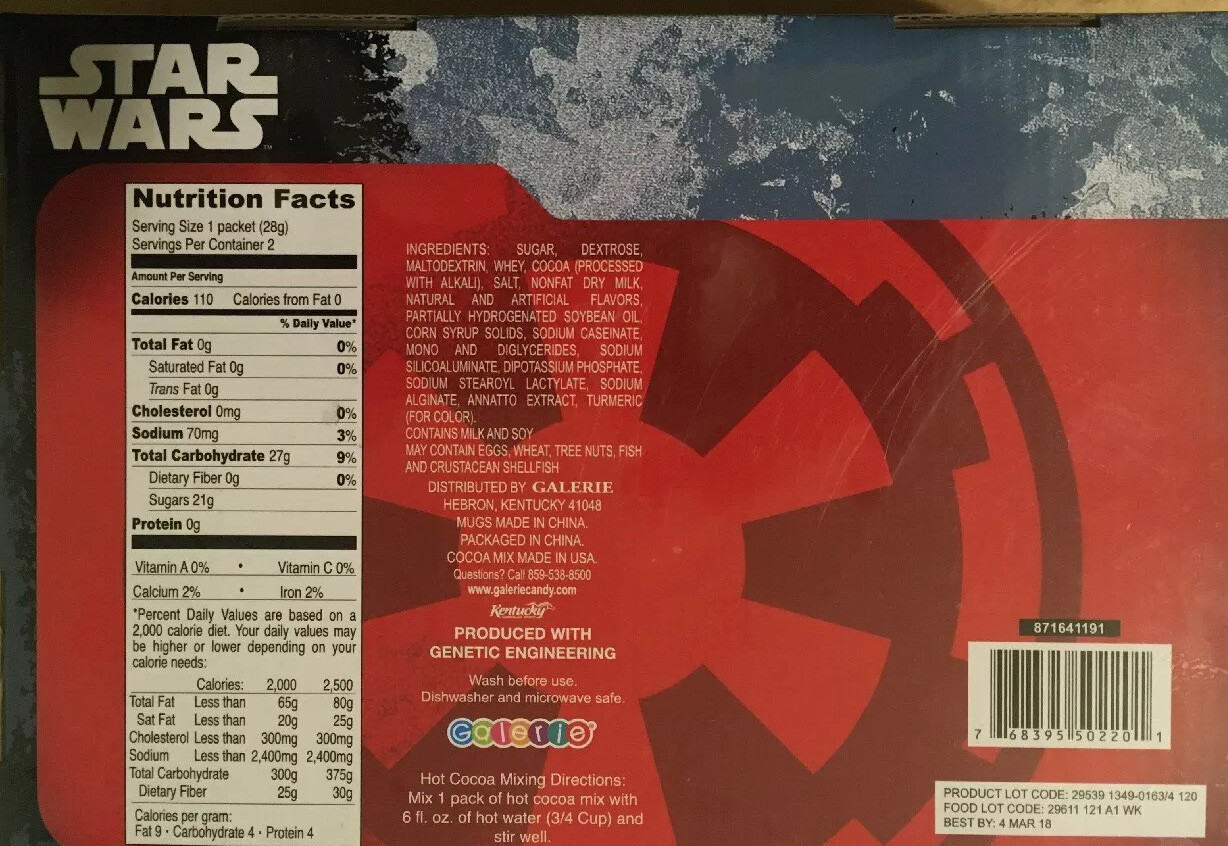 STAR
WARS
TM
Nutrition Facts
Serving Size 1 packet (28g)
Servings Per Container 2
Amount Per Serving
Calories 110 Calories from Fat 0
% Daily Value*
Total Fat 0g 0%
Saturated Fat 0g 0%
Trans Fat 0g
Cholesterol 0mg 0%
Sodium 70mg 3%
Total Carbohydrate 27g 9%
Dietary Fiber 0g 0%
Sugars 21g
Protein 0g
Vitamin A 0% • Vitamin C 0%
Calcium 2% • Iron 2%
*Percent Daily Values are based on a
2,000 calorie diet. Your daily values may
be higher or lower depending on your
calorie needs:
Calories: 2,000 2,500
Total Fat Less than 65g 80g
Sat Fat Less than 20g 25g
Cholesterol Less than 300mg 300mg
Sodium Less than 2,400mg 2,400mg
Total Carbohydrate 300g 375g
Dietary Fiber 25g 30g
Calories per gram:
Fat 9 · Carbohydrate 4 · Protein 4
INGREDIENTS: SUGAR, DEXTROSE,
MALTODEXTRIN, WHEY, COCOA (PROCESSED
WITH ALKALI), SALT, NONFAT DRY MILK,
NATURAL AND ARTIFICIAL FLAVORS,
PARTIALLY HYDROGENATED SOYBEAN OIL,
CORN SYRUP SOLIDS, SODIUM CASEINATE,
MONO AND DIGLYCERIDES, SODIUM
SILICOALUMINATE, DIPOTASSIUM PHOSPHATE,
SODIUM STEAROYL LACTYLATE, SODIUM
ALGINATE, ANNATTO EXTRACT, TURMERIC
(FOR COLOR).
CONTAINS MILK AND SOY
MAY CONTAIN EGGS, WHEAT, TREE NUTS, FISH
AND CRUSTACEAN SHELLFISH
DISTRIBUTED BY GALERIE
HEBRON, KENTUCKY 41048
MUGS MADE IN CHINA.
PACKAGED IN CHINA.
COCOA MIX MADE IN USA.
Questions? Call 859-538-8500
www.galeriecandy.com
Kentucky
PRODUCED WITH
GENETIC ENGINEERING
Wash before use.
Dishwasher and microwave safe.
Galerie
Hot Cocoa Mixing Directions:
Mix 1 pack of hot cocoa mix with
6 fl. oz. of hot water (3/4 Cup) and
stir well.
871641191
7 68395 50220 1
PRODUCT LOT CODE: 29539 1349-0163/4 120
FOOD LOT CODE: 29611 121 A1 WK
BEST BY: 4 MAR 18